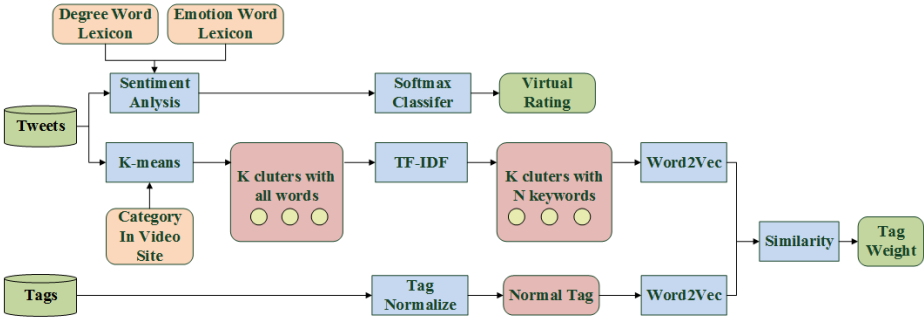 Degree Word
Lexicon
Emotion Word
Lexicon
Sentiment
Anlysis
Softmax
Classifer
Virtual
Rating
Tweets
K-means
K cluters with
all words
TF-IDF
K cluters with
N keywords
Word2Vec
Category
In Video
Site
Similarity
Tag
Weight
Tags
Tag
Normalize
Normal Tag
Word2Vec